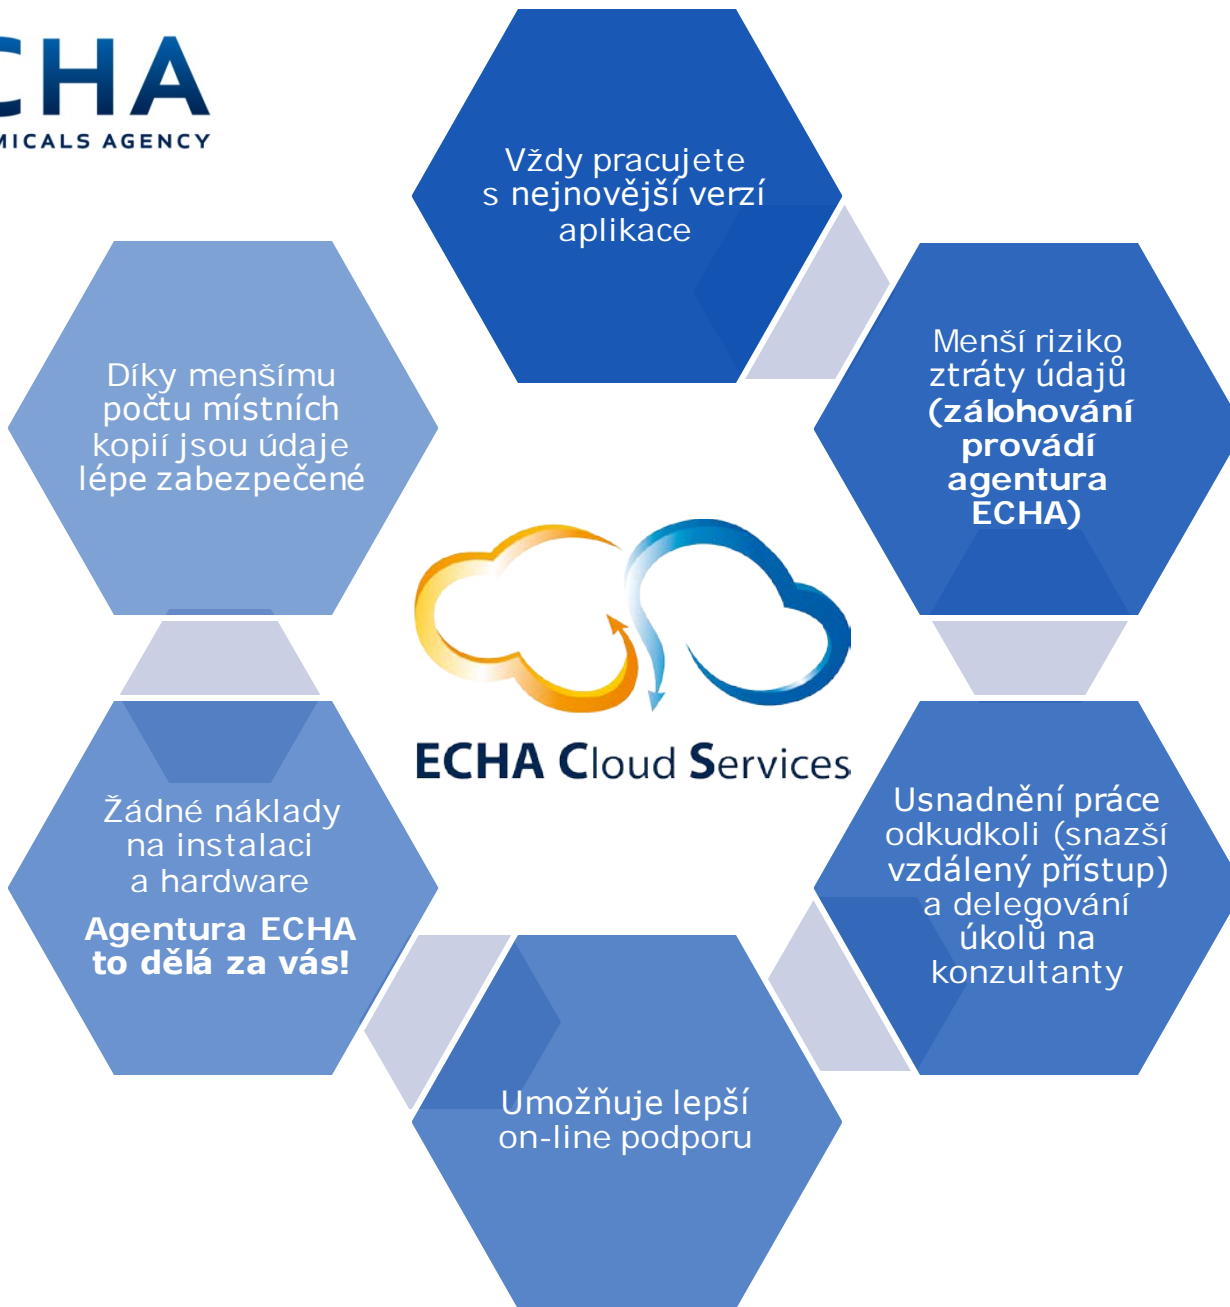 CHA
MICALS AGENCY
Vždy pracujete
s nejnovější verzí
aplikace
Menší riziko
ztráty údajů
(zálohování
provádí
agentura
ECHA)
Usnadnění práce
odkudkoli (snazší
vzdálený přístup)
a delegování
úkolů na
konzultanty
Umožňuje lepší
on-line podporu
Žádné náklady
na instalaci
a hardware
Agentura ECHA
to dělá za vás!
Díky menšímu
počtu místních
kopií jsou údaje
lépe zabezpečené
ECHA Cloud Services